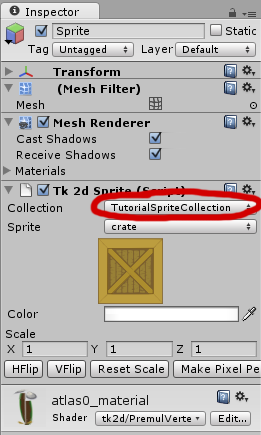 Inspector
Sprite Static
Tag Untagged Layer Default
Transform
(Mesh Filter)
Mesh
Mesh Renderer
Cast Shadows
Receive Shadows
Materials
Tk 2d Sprite (Script)
Collection TutorialSpriteCollection
Sprite crate
Color
Scale
X 1 Y 1 Z 1
HFlip VFlip Reset Scale Make Pixel Pe
atlas0_material
Shader tk2d/PremulVerte Edit...